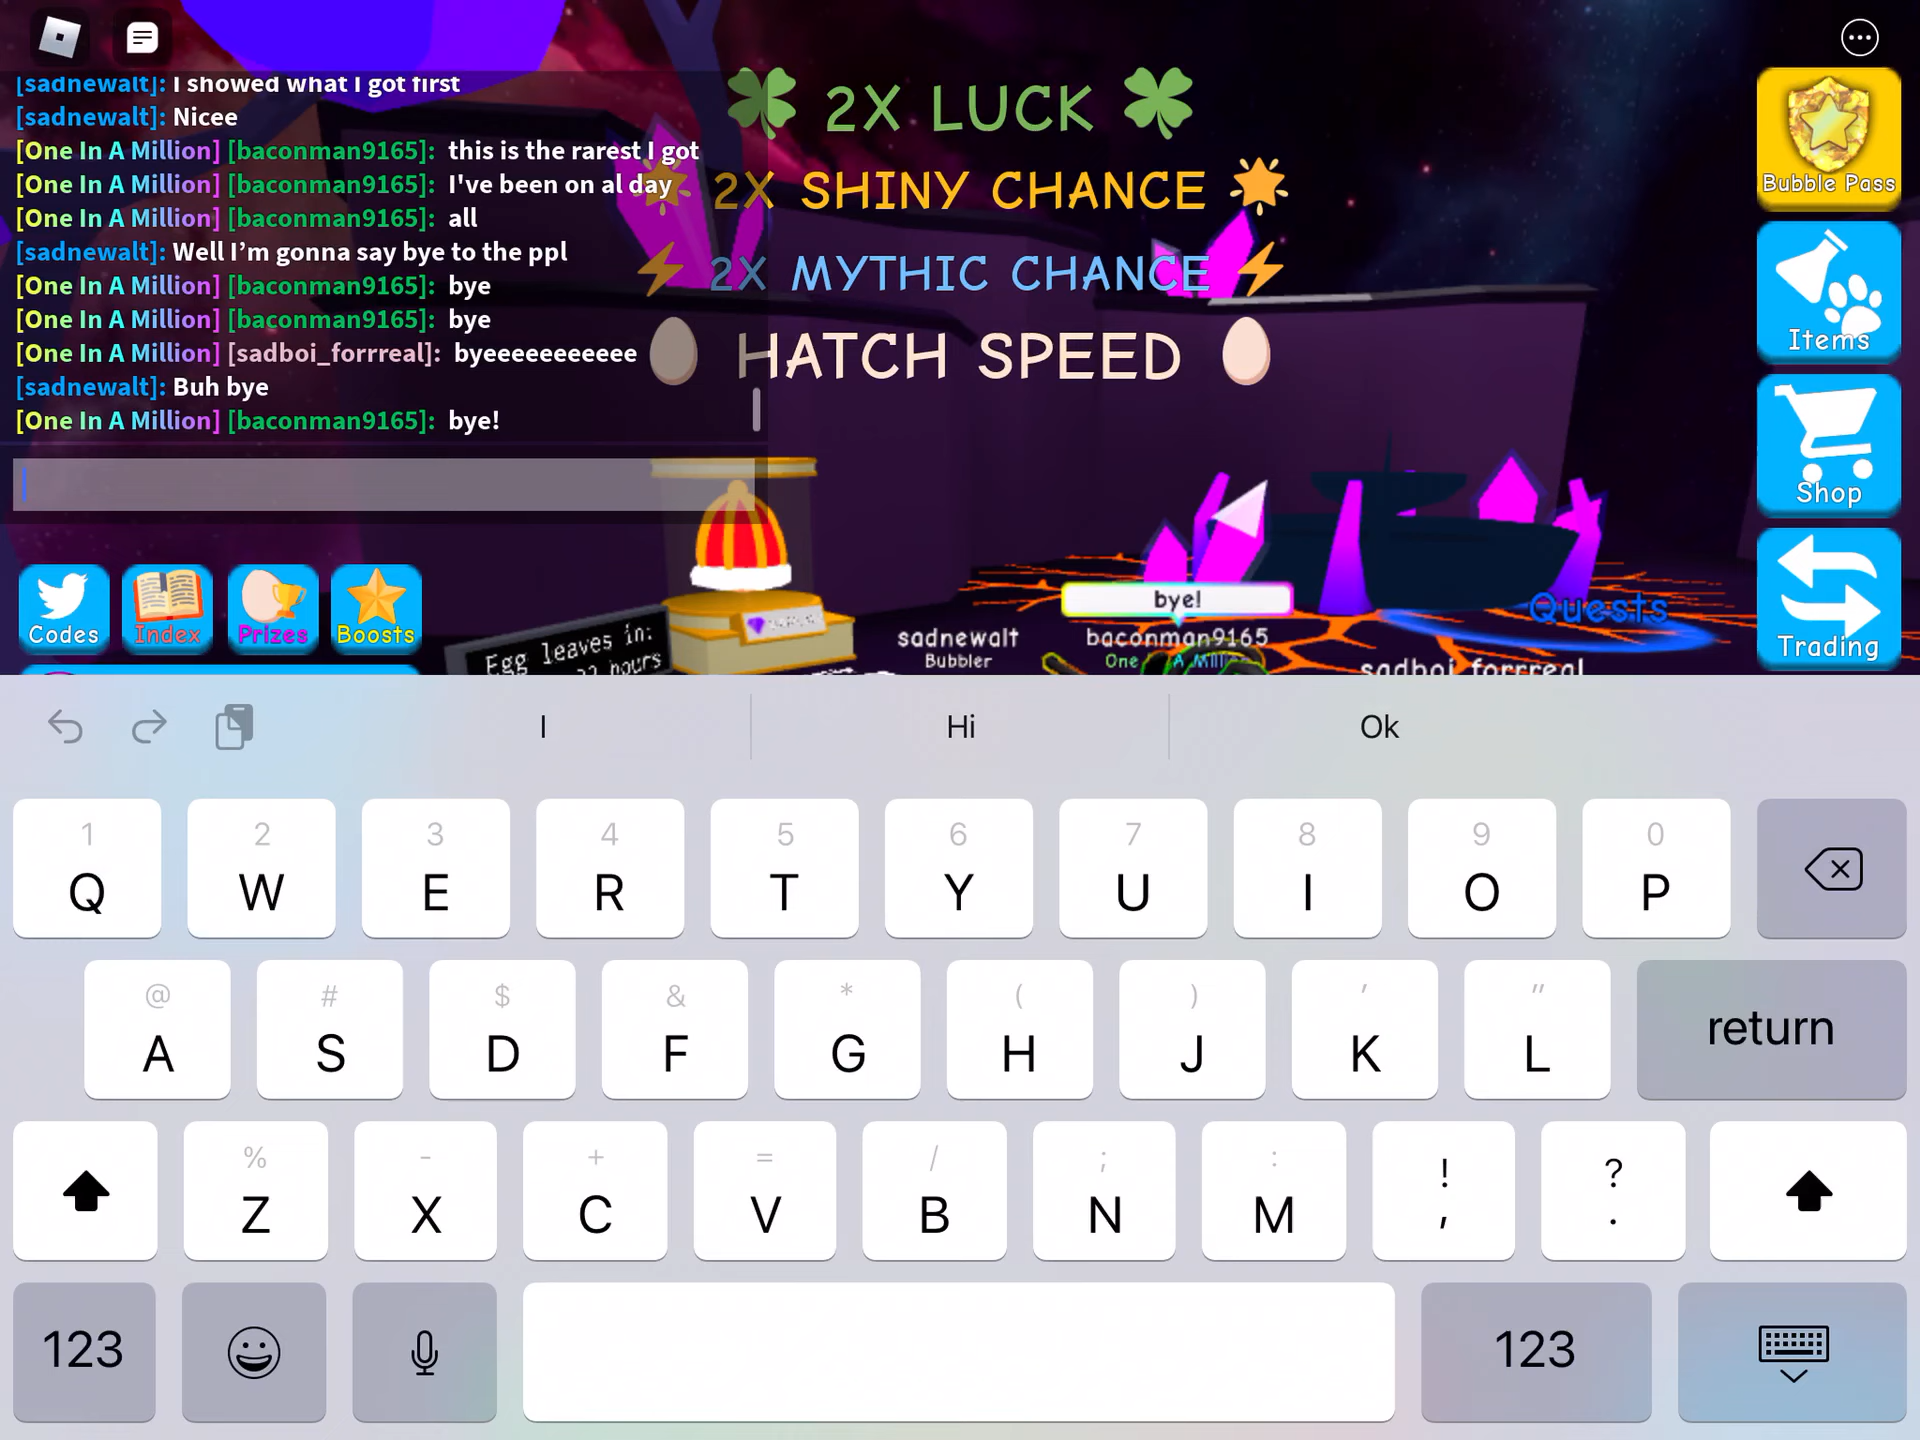 [sadnewalt]: I showed what I got first
[sadnewalt]: Nicee
[One In A Million] [baconman9165]: this is the rarest I got
[One In A Million] [baconman9165]: I've been on al day
[One In A Million] [baconman9165]: all
[sadnewalt]: Well I’m gonna say bye to the ppl
[One In A Million] [baconman9165]: bye
[One In A Million] [baconman9165]: bye
[One In A Million] [sadboi_forrreal]: byeeeeeeeeeee
[sadnewalt]: Buh bye
[One In A Million] [baconman9165]: bye!
🍀 2X LUCK 🍀
2X SHINY CHANCE
⚡ 2X MYTHIC CHANCE ⚡
🥚 HATCH SPEED 🥚
Bubble Pass
Items
Shop
Trading
Codes
Index
Prizes
Boosts
Egg leaves in:
hours
bye!
sadnewalt
Bubbler
baconman9165
One A Mill
sadboi_forrreal
Quests
I Hi Ok
1 2 3 4 5 6 7 8 9 0
Q W E R T Y U I O P
@ # $ & * ( ) ' "
A S D F G H J K L return
% - + = / ; : ! ?
Z X C V B N M , .
123 123